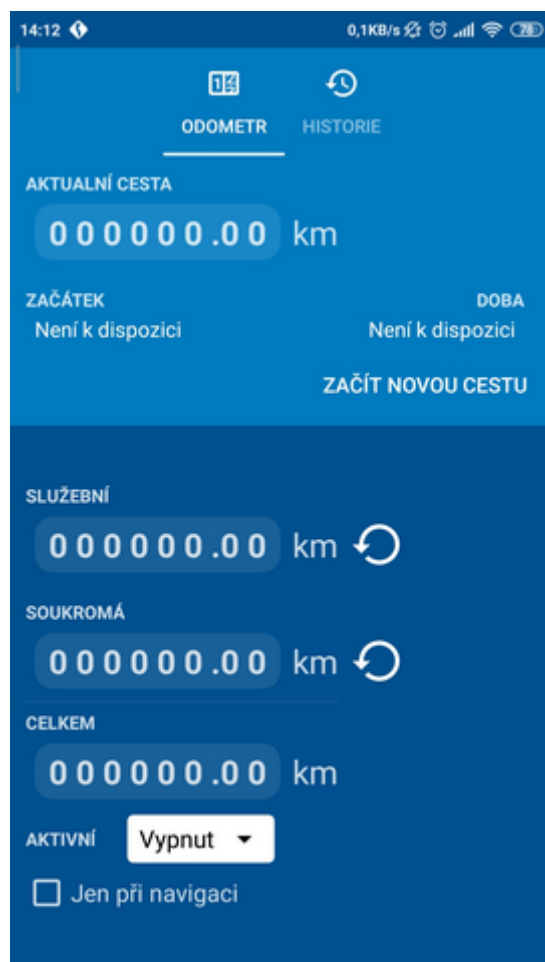 14:12 0,1KB/s 78
ODOMETR HISTORIE
AKTUALNÍ CESTA
000000.00 km
ZAČÁTEK DOBA
Není k dispozici Není k dispozici
ZAČÍT NOVOU CESTU
SLUŽEBNÍ
000000.00 km
SOUKROMÁ
000000.00 km
CELKEM
000000.00 km
AKTIVNÍ Vypnut
Jen při navigaci